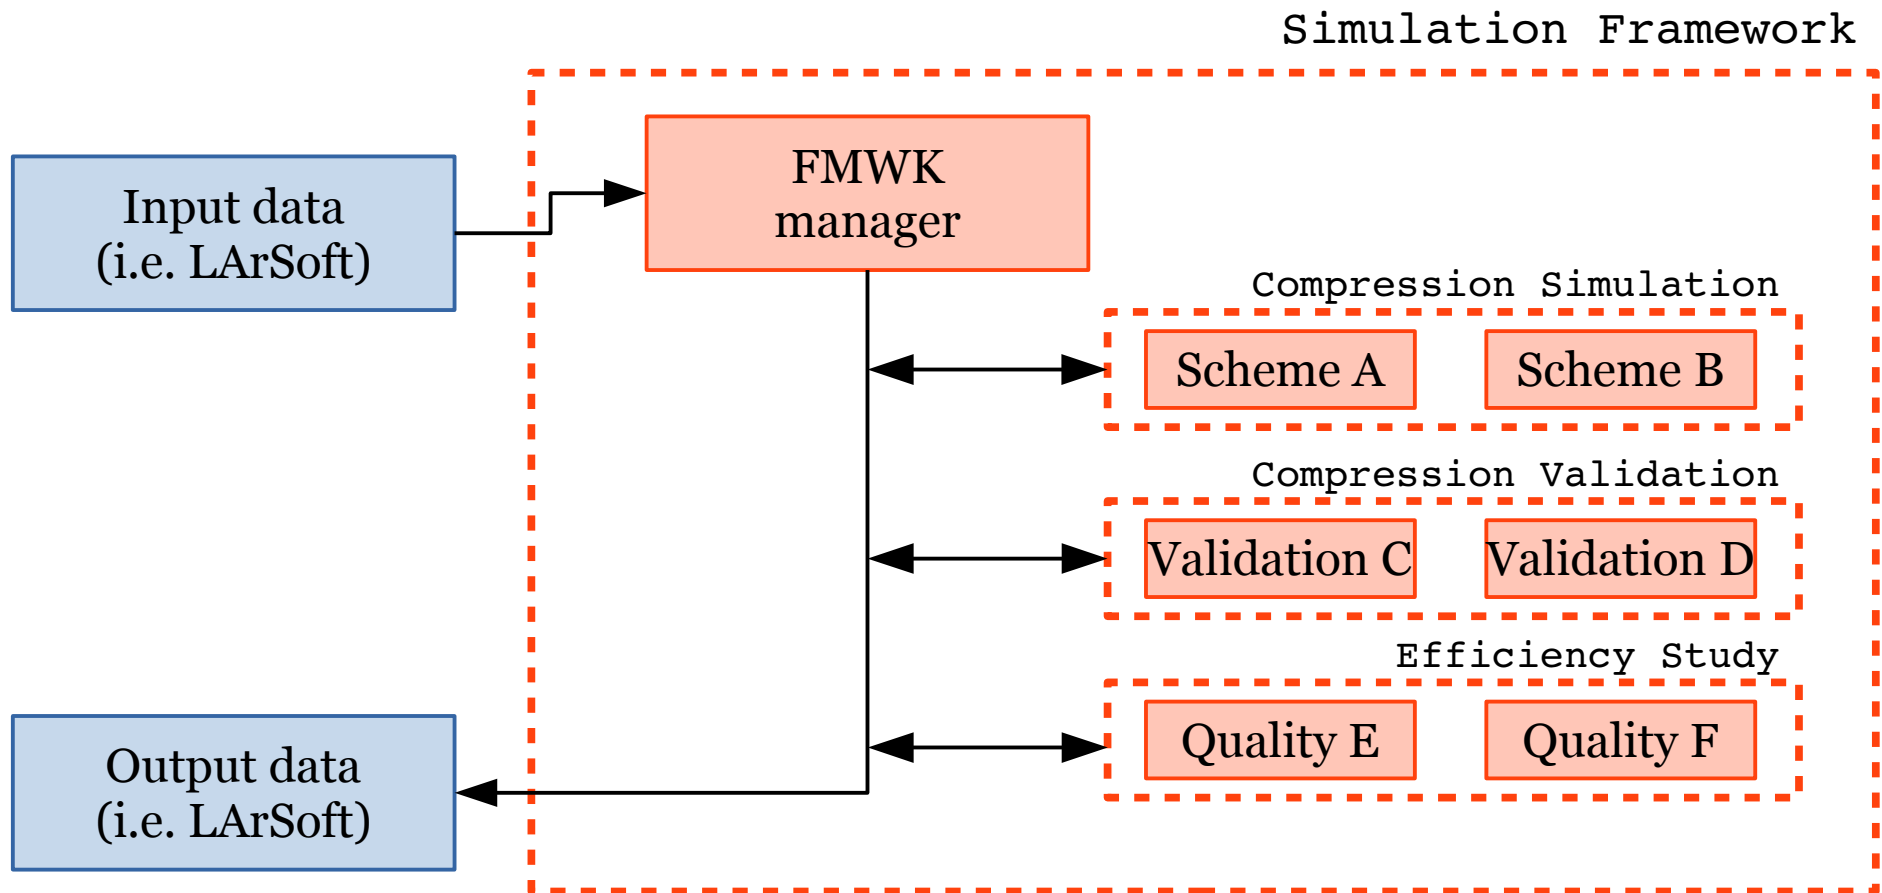 Simulation Framework
Input data
(i.e. LArSoft)
FMWK
manager
Compression Simulation
Scheme A
Scheme B
Compression Validation
Validation C
Validation D
Efficiency Study
Quality E
Quality F
Output data
(i.e. LArSoft)